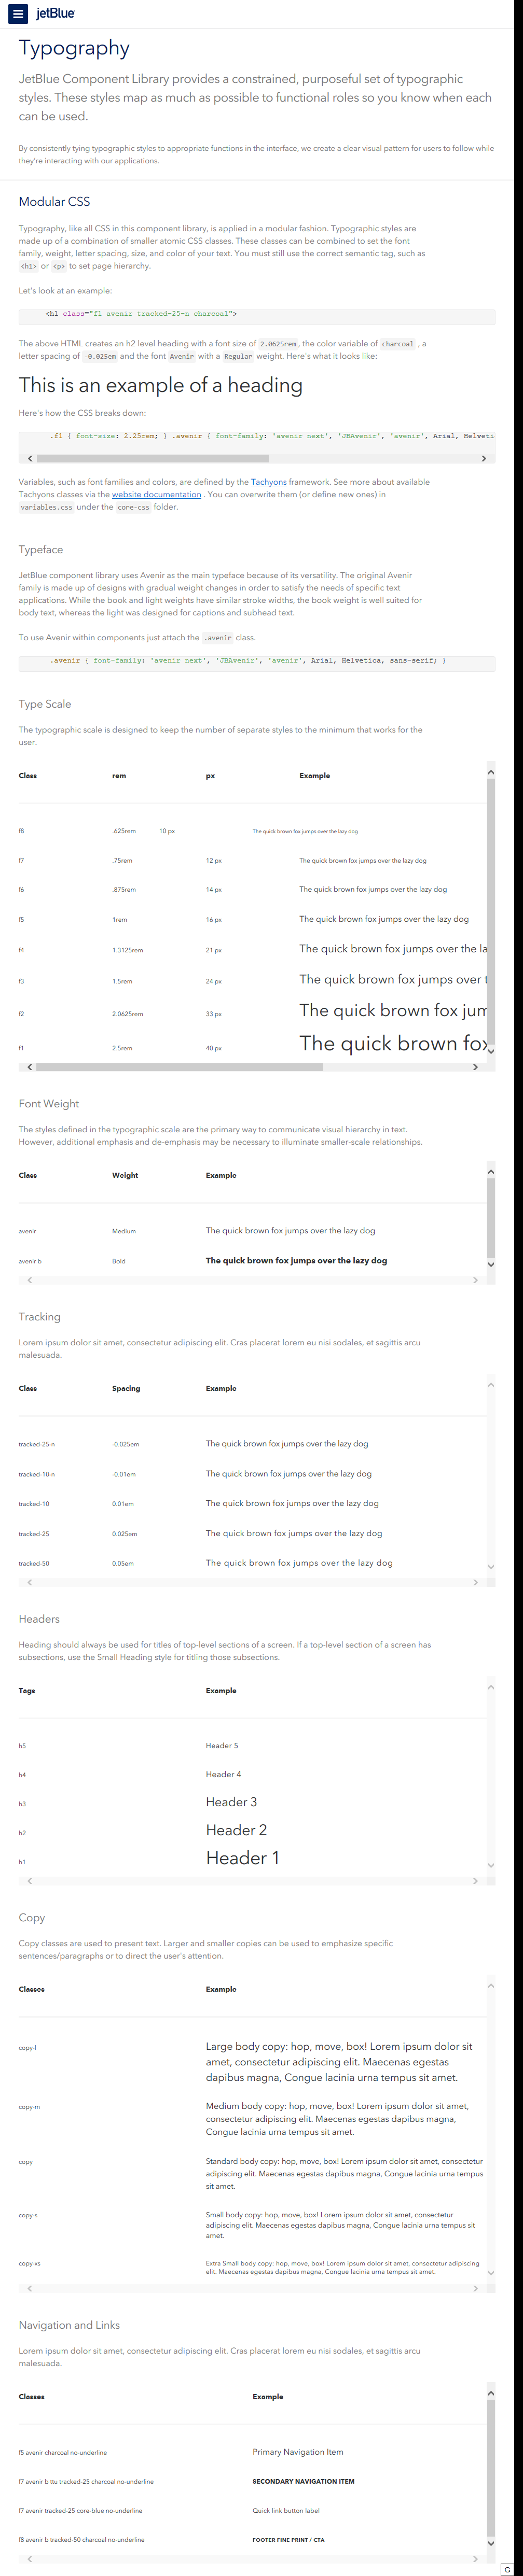 jetBlue
Typography
JetBlue Component Library provides a constrained, purposeful set of typographic
styles. These styles map as much as possible to functional roles so you know when each
can be used.
By consistently tying typographic styles to appropriate functions in the interface, we create a clear visual pattern for users to follow while
they're interacting with our applications.
Modular CSS
Typography, like all CSS in this component library, is applied in a modular fashion. Typographic styles are
made up of a combination of smaller atomic CSS classes. These classes can be combined to set the font
family, weight, letter spacing, size, and color of your text. You must still use the correct semantic tag, such as
<h1> or <p> to set page hierarchy.
Let's look at an example:
<h1 class="f1 avenir tracked-25-n charcoal">
The above HTML creates an h2 level heading with a font size of 2.0625rem, the color variable of charcoal , a
letter spacing of -0.025em and the font Avenir with a Regular weight. Here's what it looks like:
This is an example of a heading
Here's how the CSS breaks down:
.f1 { font-size: 2.25rem; } .avenir { font-family: 'avenir next', 'JBAvenir', 'avenir', Arial, Helveti
Variables, such as font families and colors, are defined by the Tachyons framework. See more about available
Tachyons classes via the website documentation . You can overwrite them (or define new ones) in
variables.css under the core-css folder.
Typeface
JetBlue component library uses Avenir as the main typeface because of its versatility. The original Avenir
family is made up of designs with gradual weight changes in order to satisfy the needs of specific text
applications. While the book and light weights have similar stroke widths, the book weight is well suited for
body text, whereas the light was designed for captions and subhead text.
To use Avenir within components just attach the .avenir class.
.avenir { font-family: 'avenir next', 'JBAvenir', 'avenir', Arial, Helvetica, sans-serif; }
Type Scale
The typographic scale is designed to keep the number of separate styles to the minimum that works for the
user.
Class rem px Example
f8 .625rem 10 px The quick brown fox jumps over the lazy dog
f7 .75rem 12 px The quick brown fox jumps over the lazy dog
f6 .875rem 14 px The quick brown fox jumps over the lazy dog
f5 1rem 16 px The quick brown fox jumps over the lazy dog
f4 1.3125rem 21 px The quick brown fox jumps over the la
f3 1.5rem 24 px The quick brown fox jumps over t
f2 2.0625rem 33 px The quick brown fox jum
f1 2.5rem 40 px The quick brown fox
Font Weight
The styles defined in the typographic scale are the primary way to communicate visual hierarchy in text.
However, additional emphasis and de-emphasis may be necessary to illuminate smaller-scale relationships.
Class Weight Example
avenir Medium The quick brown fox jumps over the lazy dog
avenir b Bold The quick brown fox jumps over the lazy dog
Tracking
Lorem ipsum dolor sit amet, consectetur adipiscing elit. Cras placerat lorem eu nisi sodales, et sagittis arcu
malesuada.
Class Spacing Example
tracked-25-n -0.025em The quick brown fox jumps over the lazy dog
tracked-10-n -0.01em The quick brown fox jumps over the lazy dog
tracked-10 0.01em The quick brown fox jumps over the lazy dog
tracked-25 0.025em The quick brown fox jumps over the lazy dog
tracked-50 0.05em The quick brown fox jumps over the lazy dog
Headers
Heading should always be used for titles of top-level sections of a screen. If a top-level section of a screen has
subsections, use the Small Heading style for titling those subsections.
Tags Example
h5 Header 5
h4 Header 4
h3 Header 3
h2 Header 2
h1 Header 1
Copy
Copy classes are used to present text. Larger and smaller copies can be used to emphasize specific
sentences/paragraphs or to direct the user's attention.
Classes Example
copy-l Large body copy: hop, move, box! Lorem ipsum dolor sit
amet, consectetur adipiscing elit. Maecenas egestas
dapibus magna, Congue lacinia urna tempus sit amet.
copy-m Medium body copy: hop, move, box! Lorem ipsum dolor sit amet,
consectetur adipiscing elit. Maecenas egestas dapibus magna,
Congue lacinia urna tempus sit amet.
copy Standard body copy: hop, move, box! Lorem ipsum dolor sit amet, consectetur
adipiscing elit. Maecenas egestas dapibus magna, Congue lacinia urna tempus
sit amet.
copy-s Small body copy: hop, move, box! Lorem ipsum dolor sit amet, consectetur
adipiscing elit. Maecenas egestas dapibus magna, Congue lacinia urna tempus sit
amet.
copy-xs Extra Small body copy: hop, move, box! Lorem ipsum dolor sit amet, consectetur adipiscing
elit. Maecenas egestas dapibus magna, Congue lacinia urna tempus sit amet.
Navigation and Links
Lorem ipsum dolor sit amet, consectetur adipiscing elit. Cras placerat lorem eu nisi sodales, et sagittis arcu
malesuada.
Classes Example
f5 avenir charcoal no-underline Primary Navigation Item
f7 avenir b ttu tracked-25 charcoal no-underline SECONDARY NAVIGATION ITEM
f7 avenir tracked-25 core-blue no-underline Quick link button label
f8 avenir b tracked-50 charcoal no-underline FOOTER FINE PRINT / CTA
G